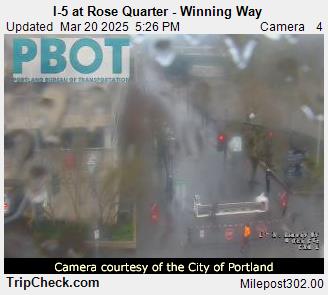 I-5 at Rose Quarter - Winning Way
Updated Mar 20 2025 5:26 PM Camera 4
PBOT
PORTLAND BUREAU OF TRANSPORTATION
Camera courtesy of the City of Portland
TripCheck.com Milepost302.00